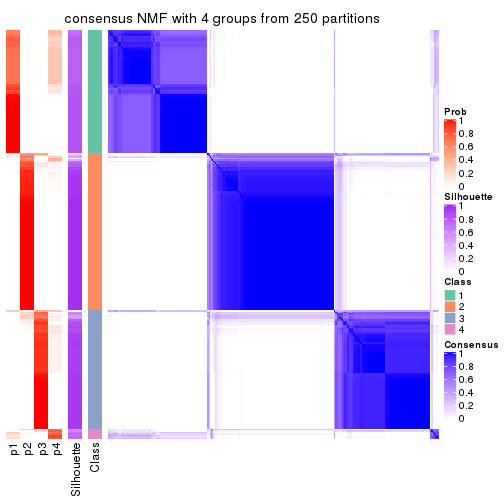 consensus NMF with 4 groups from 250 partitions
Prob
1
0.8
0.6
0.4
0.2
0
Silhouette
1
0.8
0.6
0.4
0.2
0
Class
1
2
3
4
Consensus
1
0.8
0.6
0.4
0.2
0
p1
p2
p3
p4
Silhouette
Class